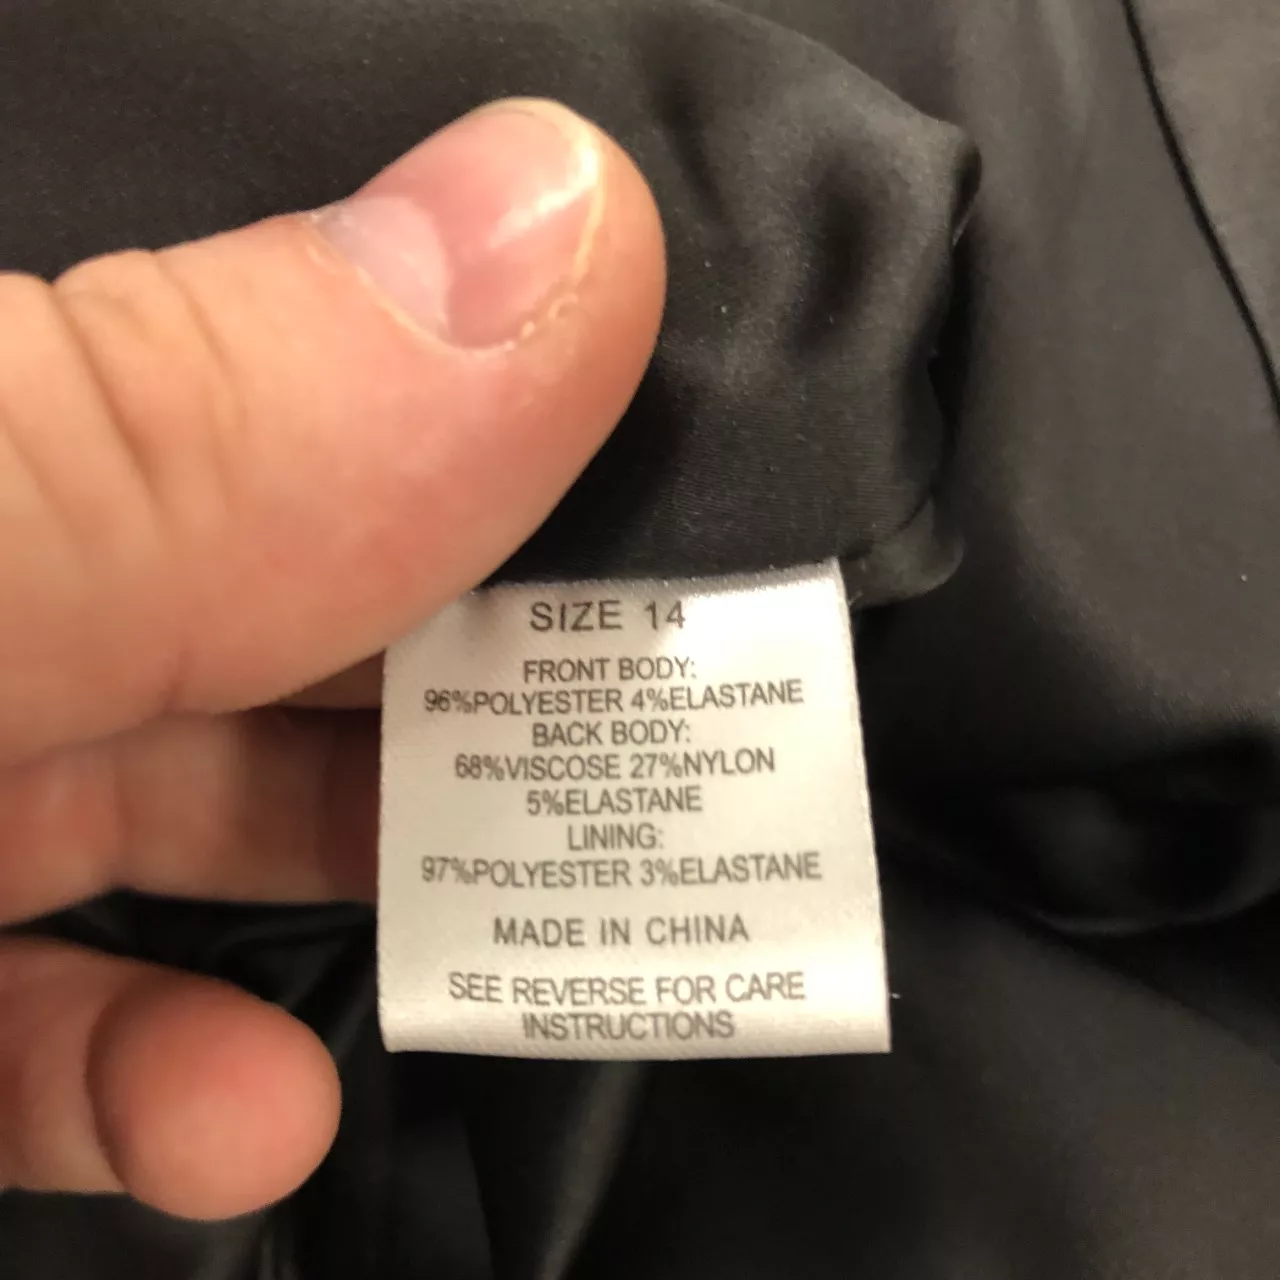 SIZE 14
FRONT BODY:
96%POLYESTER 4%ELASTANE
BACK BODY:
68%VISCOSE 27%NYLON
5%ELASTANE
LINING:
97%POLYESTER 3%ELASTANE
MADE IN CHINA
SEE REVERSE FOR CARE
INSTRUCTIONS